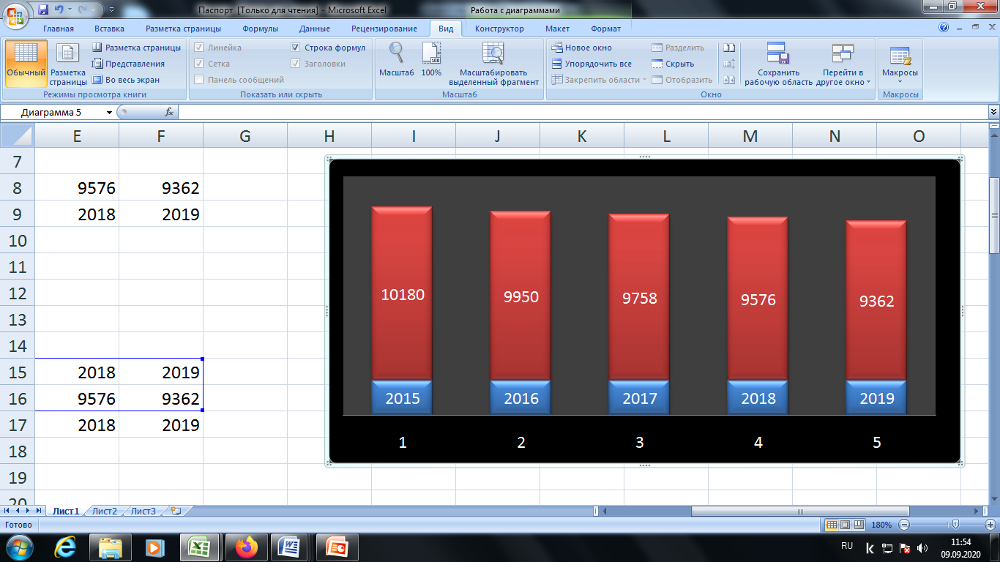 Паспорт  [Только для чтения] - Microsoft Excel
Работа с диаграммами
Главная Вставка Разметка страницы Формулы Данные Рецензирование Вид Конструктор Макет Формат
Разметка страницы Линейка Строка формул Новое окно Разделить
Представления Сетка Заголовки Упорядочить все Скрыть
Обычный Разметка страницы Во весь экран Панель сообщений Масштаб 100% Масштабировать выделенный фрагмент Закрепить области Отобразить Сохранить рабочую область Перейти в другое окно Макросы
Режимы просмотра книги Показать или скрыть Масштаб Окно Макросы
Диаграмма 5 fx
E F G H I J K L M N O
7
8 9576 9362
9 2018 2019
10
11
12
13
14
15 2018 2019
16 9576 9362
17 2018 2019
18
19
20
10180 9950 9758 9576 9362
2015 2016 2017 2018 2019
1 2 3 4 5
Лист1 Лист2 Лист3
Готово 180%
RU 11:54
09.09.2020